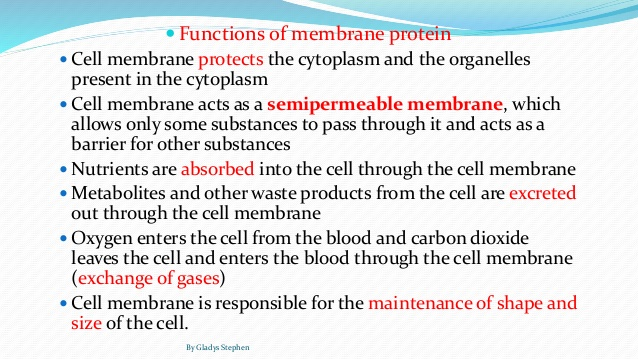 Functions of membrane protein
Cell membrane protects the cytoplasm and the organelles
present in the cytoplasm
Cell membrane acts as a semipermeable membrane, which
allows only some substances to pass through it and acts as a
barrier for other substances
Nutrients are absorbed into the cell through the cell membrane
Metabolites and other waste products from the cell are excreted
out through the cell membrane
Oxygen enters the cell from the blood and carbon dioxide
leaves the cell and enters the blood through the cell membrane
(exchange of gases)
Cell membrane is responsible for the maintenance of shape and
size of the cell.
By Gladys Stephen